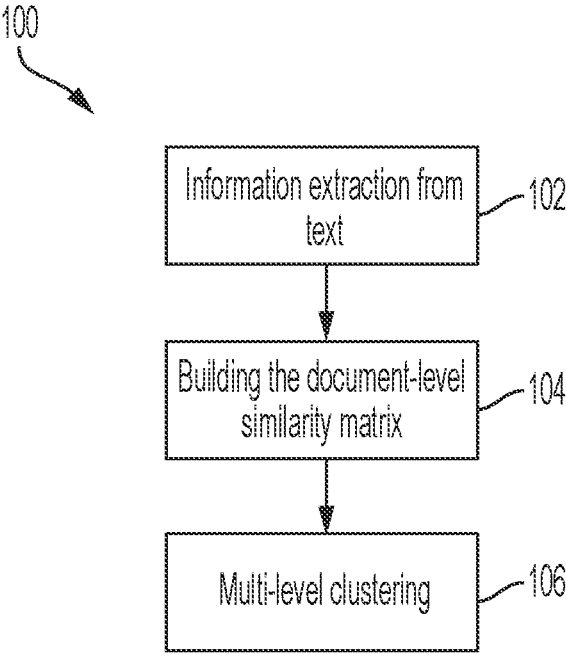 100
Information extraction from
text
102
Building the document-level
similarity matrix
104
Multi-level clustering
106